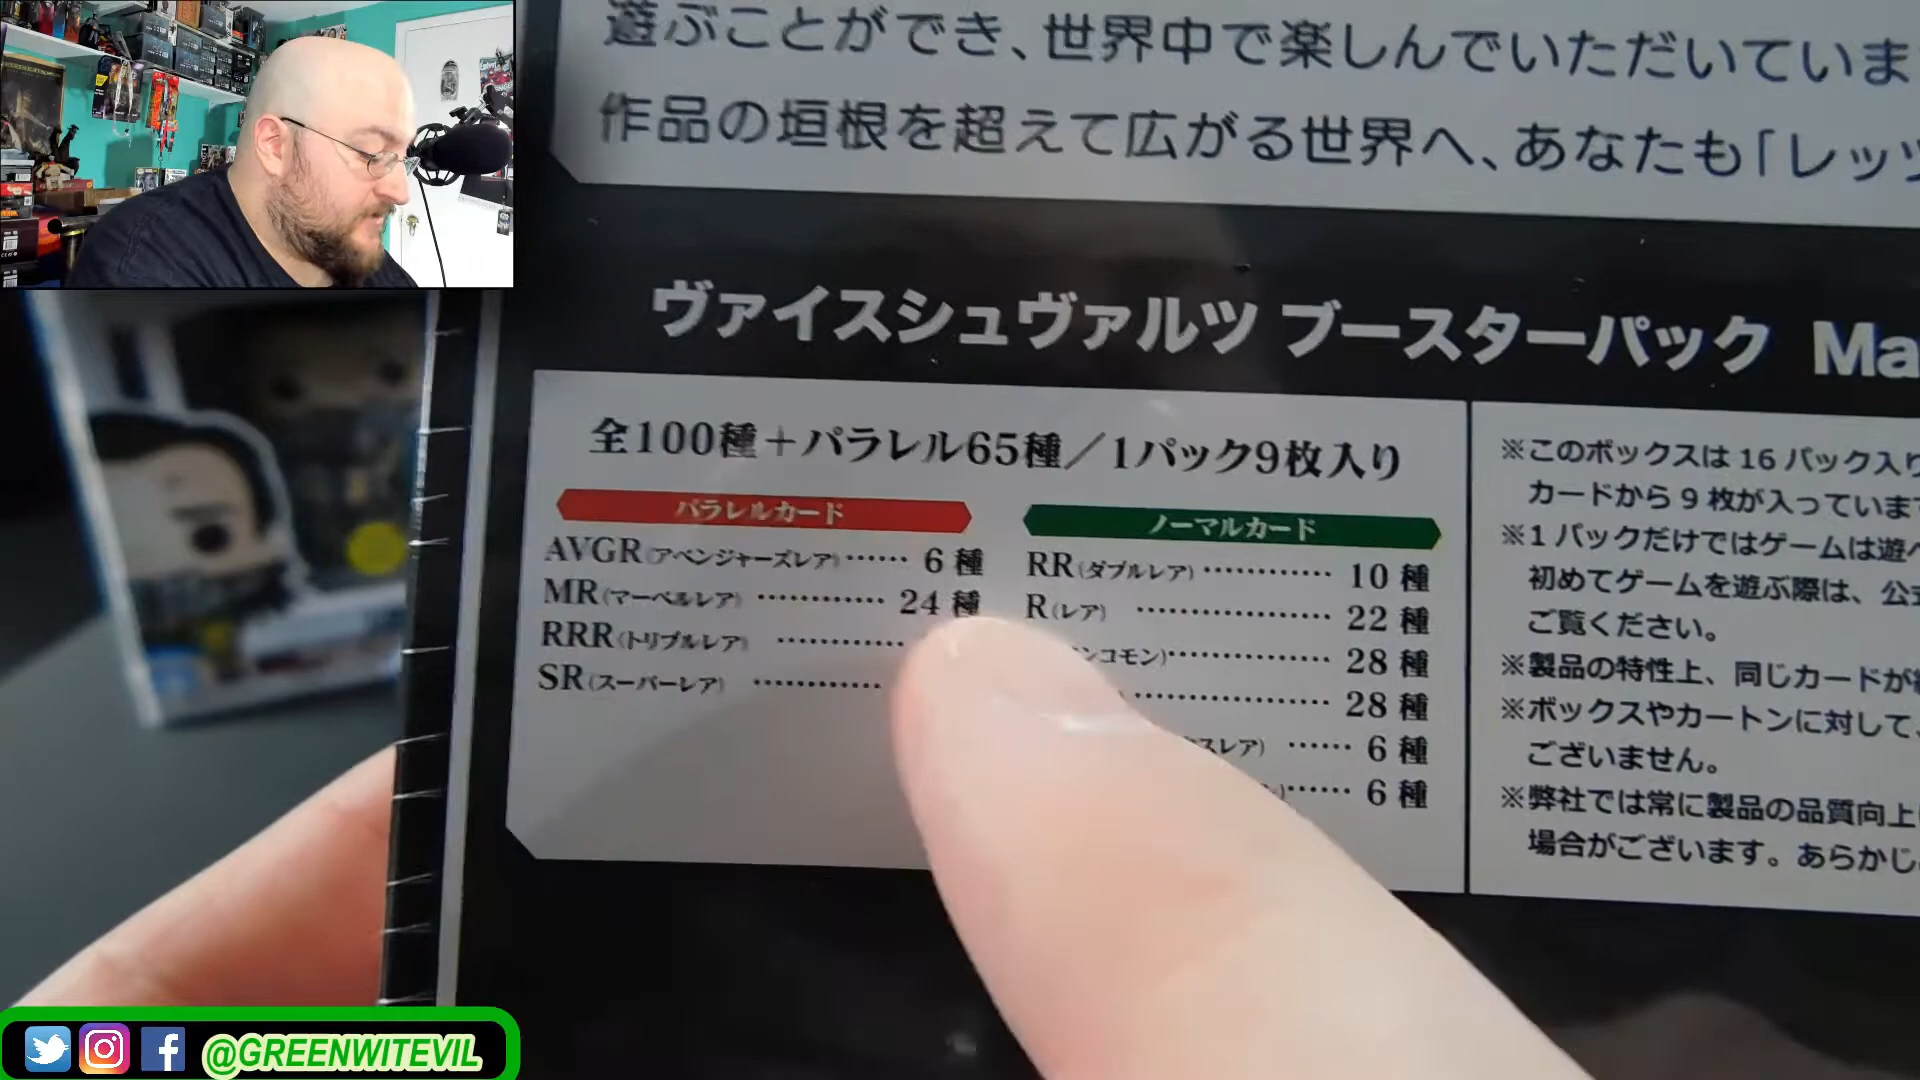 遊ぶことができ、世界中で楽しんでいただいていま
作品の垣根を超えて広がる世界へ、あなたも「レッツ
ヴァイスシュヴァルツ ブースターパック Ma
全100種+パラレル65種/1パック9枚入り
パラレルカード
AVGR(アベンジャーズレア)…… 6種
MR(マーベルレア) ………… 24種
RRR(トリプルレア) …………
SR(スーパーレア) …………
ノーマルカード
RR(ダブルレア) ………… 10種
R(レア) ………… 22種
ンコモン)………… 28種
………… 28種
スレア) …… 6種
…… 6種
※このボックスは16パック入り
カードから9枚が入っています
※1パックだけではゲームは遊べ
初めてゲームを遊ぶ際は、公式
ご覧ください。
※製品の特性上、同じカードが
※ボックスやカートンに対して、
ございません。
※弊社では常に製品の品質向上
場合がございます。あらかじ
@GREENWITEVIL